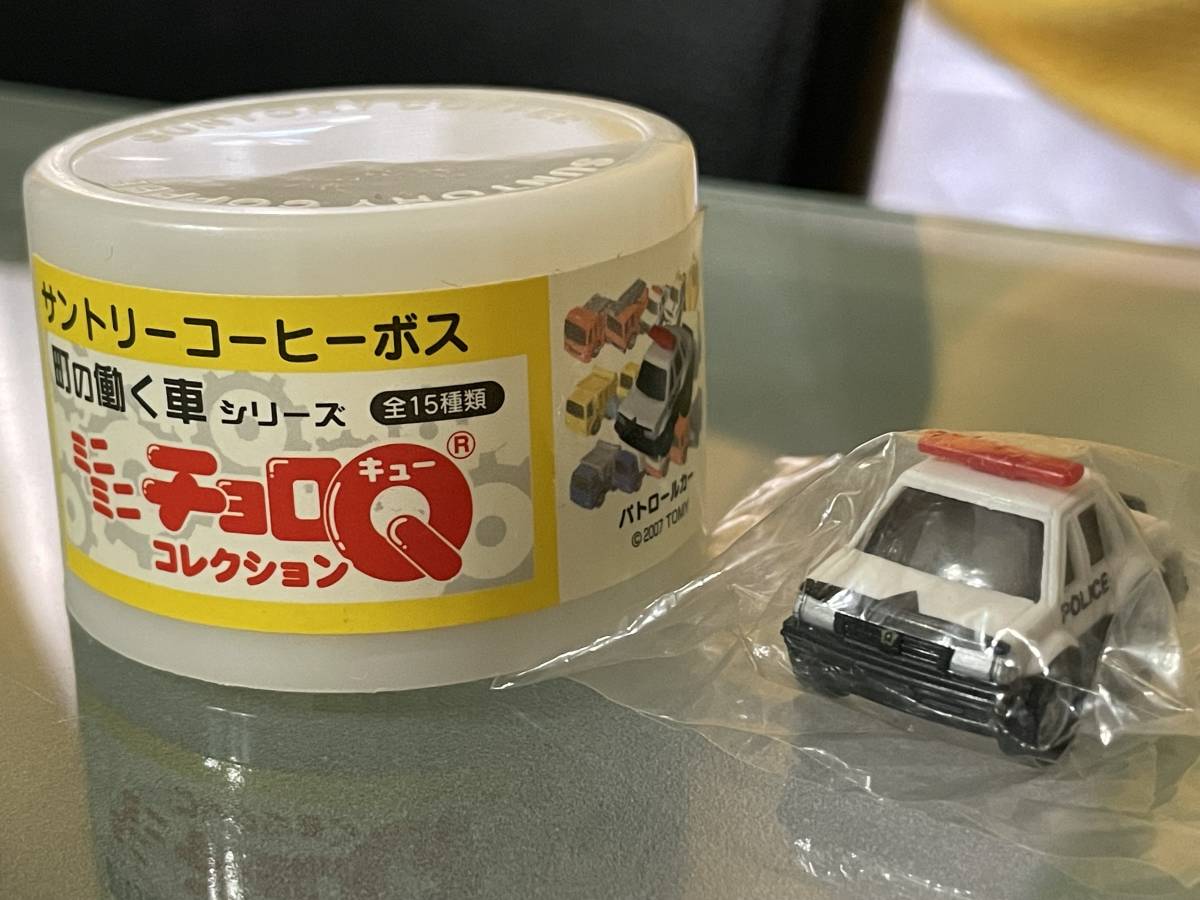 SUNTORY COFFEE
サントリーコーヒーボス
町の働く車 シリーズ 全15種類
ミニミニ チョロQ キュー ®
コレクション
パトロールカー
©2007 TOMY
POLICE